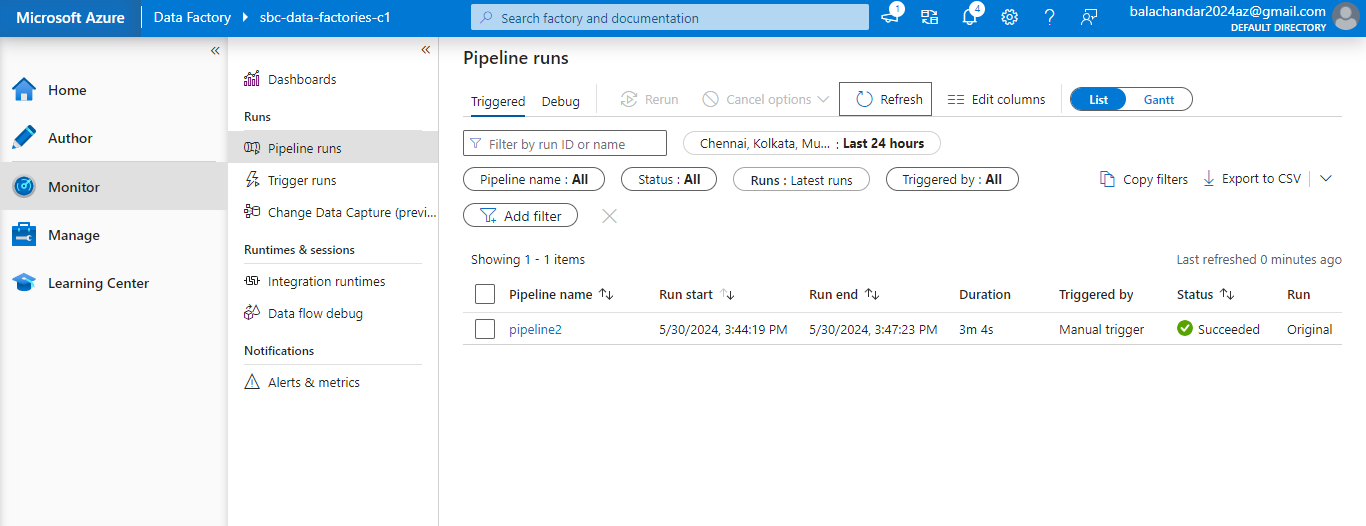 Microsoft Azure
Data Factory
sbc-data-factories-c1
Search factory and documentation
1
4
balachandar2024az@gmail.com
DEFAULT DIRECTORY
Home
Author
Monitor
Manage
Learning Center
Dashboards
Runs
Pipeline runs
Trigger runs
Change Data Capture (previ...
Runtimes & sessions
Integration runtimes
Data flow debug
Notifications
Alerts & metrics
Pipeline runs
Triggered Debug Rerun Cancel options Refresh Edit columns List Gantt
Filter by run ID or name
Chennai, Kolkata, Mu... : Last 24 hours
Pipeline name : All Status : All Runs : Latest runs Triggered by : All Copy filters Export to CSV
Add filter
Showing 1 - 1 items
Last refreshed 0 minutes ago
Pipeline name Run start Run end Duration Triggered by Status Run
pipeline2 5/30/2024, 3:44:19 PM 5/30/2024, 3:47:23 PM 3m 4s Manual trigger Succeeded Original